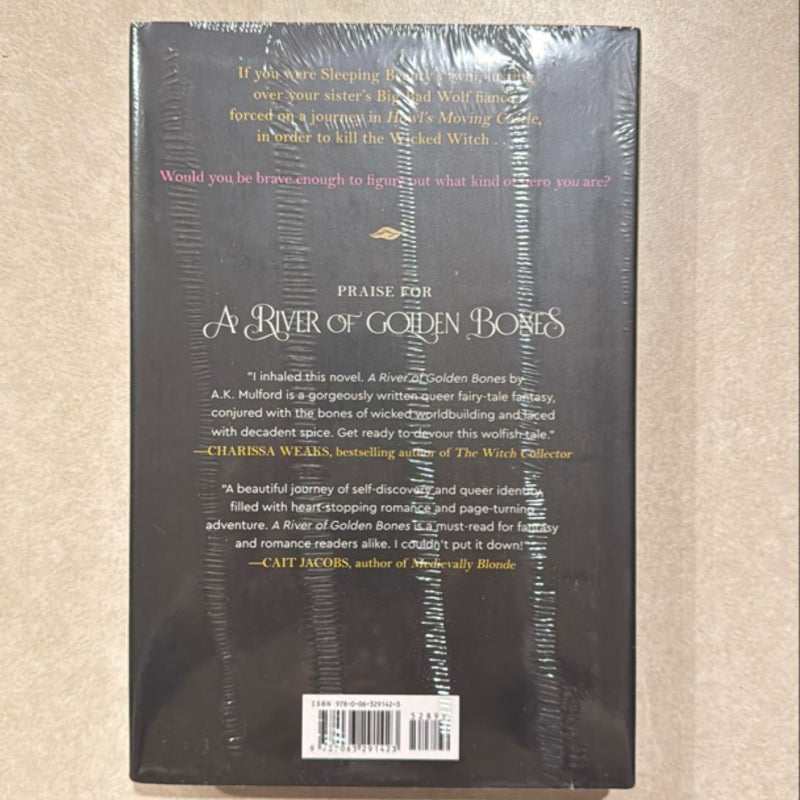 If you were Sleeping Beauty's twin, lusting
over your sister's Big Bad Wolf fiancé,
forced on a journey in Howl's Moving Castle,
in order to kill the Wicked Witch . . .
Would you be brave enough to figure out what kind of hero you are?
PRAISE FOR
A RIVER OF GOLDEN BONES
"I inhaled this novel. A River of Golden Bones by
A.K. Mulford is a gorgeously written queer fairy-tale fantasy,
conjured with the bones of wicked worldbuilding and laced
with decadent spice. Get ready to devour this wolfish tale."
—CHARISSA WEAKS, bestselling author of The Witch Collector
"A beautiful journey of self-discovery and queer identity
filled with heart-stopping romance and page-turning
adventure. A River of Golden Bones is a must-read for fantasy
and romance readers alike. I couldn't put it down!"
—CAIT JACOBS, author of Medievally Blonde
ISBN 978-0-06-329142-3
5289
9 780063 291423